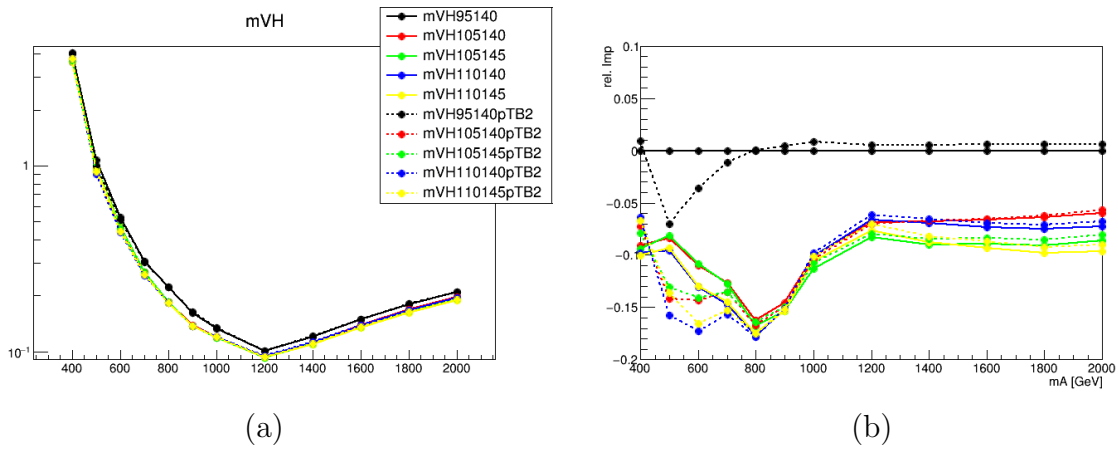 mVH
mVH95140
mVH105140
mVH105145
mVH110140
mVH110145
mVH95140pTB2
mVH105140pTB2
mVH105145pTB2
mVH110140pTB2
mVH110145pTB2
1
10⁻¹
400 600 800 1000 1200 1400 1600 1800 2000
(a)
rel. Imp
0.1
0.05
0
−0.05
−0.1
−0.15
−0.2
400 600 800 1000 1200 1400 1600 1800 2000
mA [GeV]
(b)